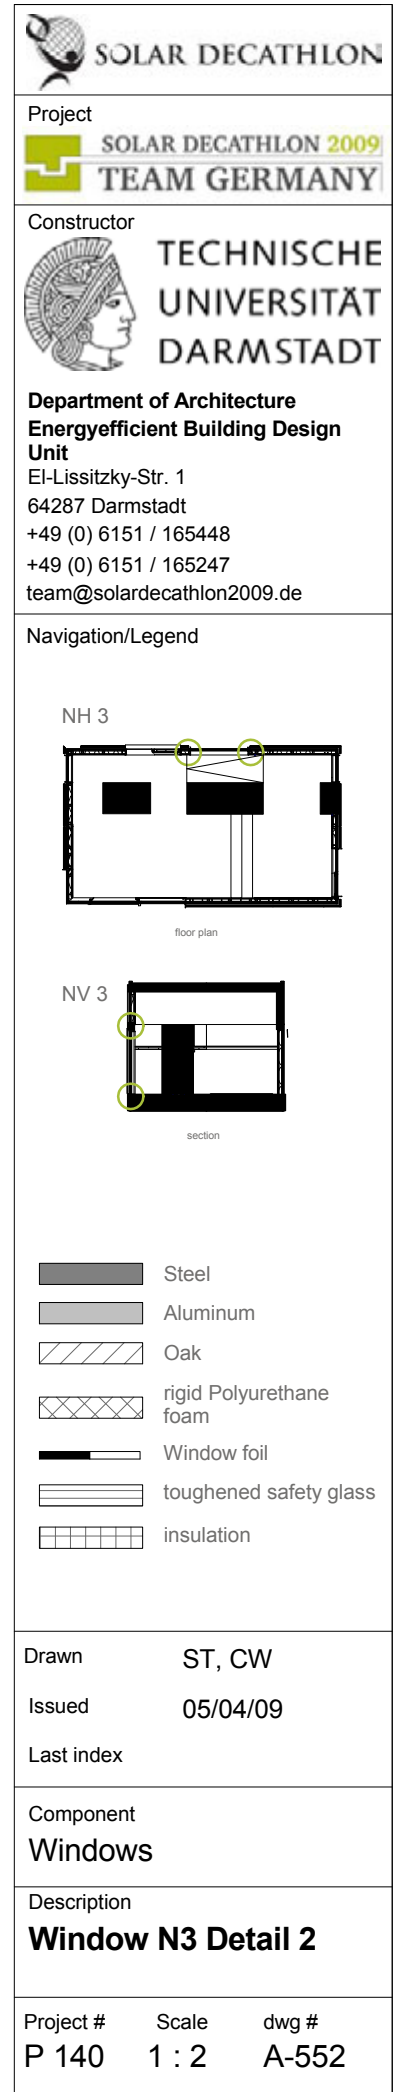 SOLAR DECATHLON
Project
SOLAR DECATHLON 2009
TEAM GERMANY
Constructor
TECHNISCHE
UNIVERSITÄT
DARMSTADT
Department of Architecture
Energyefficient Building Design
Unit
El-Lissitzky-Str. 1
64287 Darmstadt
+49 (0) 6151 / 165448
+49 (0) 6151 / 165247
team@solardecathlon2009.de
Navigation/Legend
NH 3
floor plan
NV 3
section
Steel
Aluminum
Oak
rigid Polyurethane
foam
Window foil
toughened safety glass
insulation
Drawn ST, CW
Issued 05/04/09
Last index
Component
Windows
Description
Window N3 Detail 2
Project # Scale dwg #
P 140 1 : 2 A-552